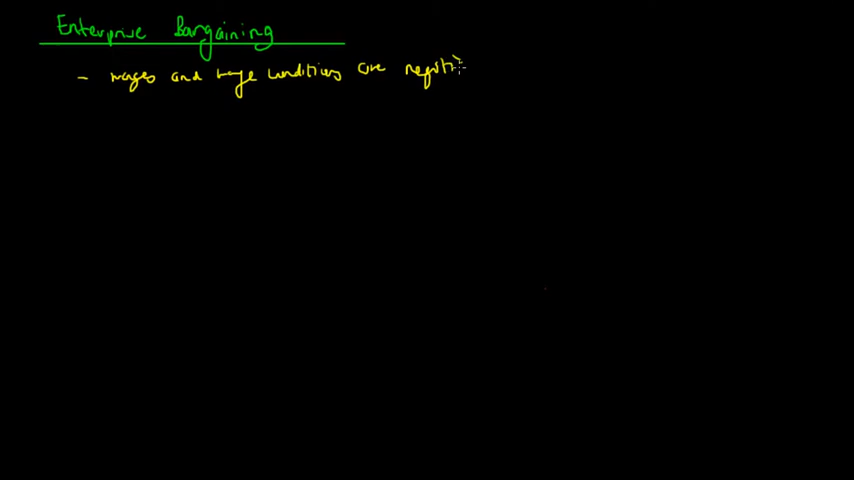 Enterprise Bargaining
- wages and wage conditions are negoti